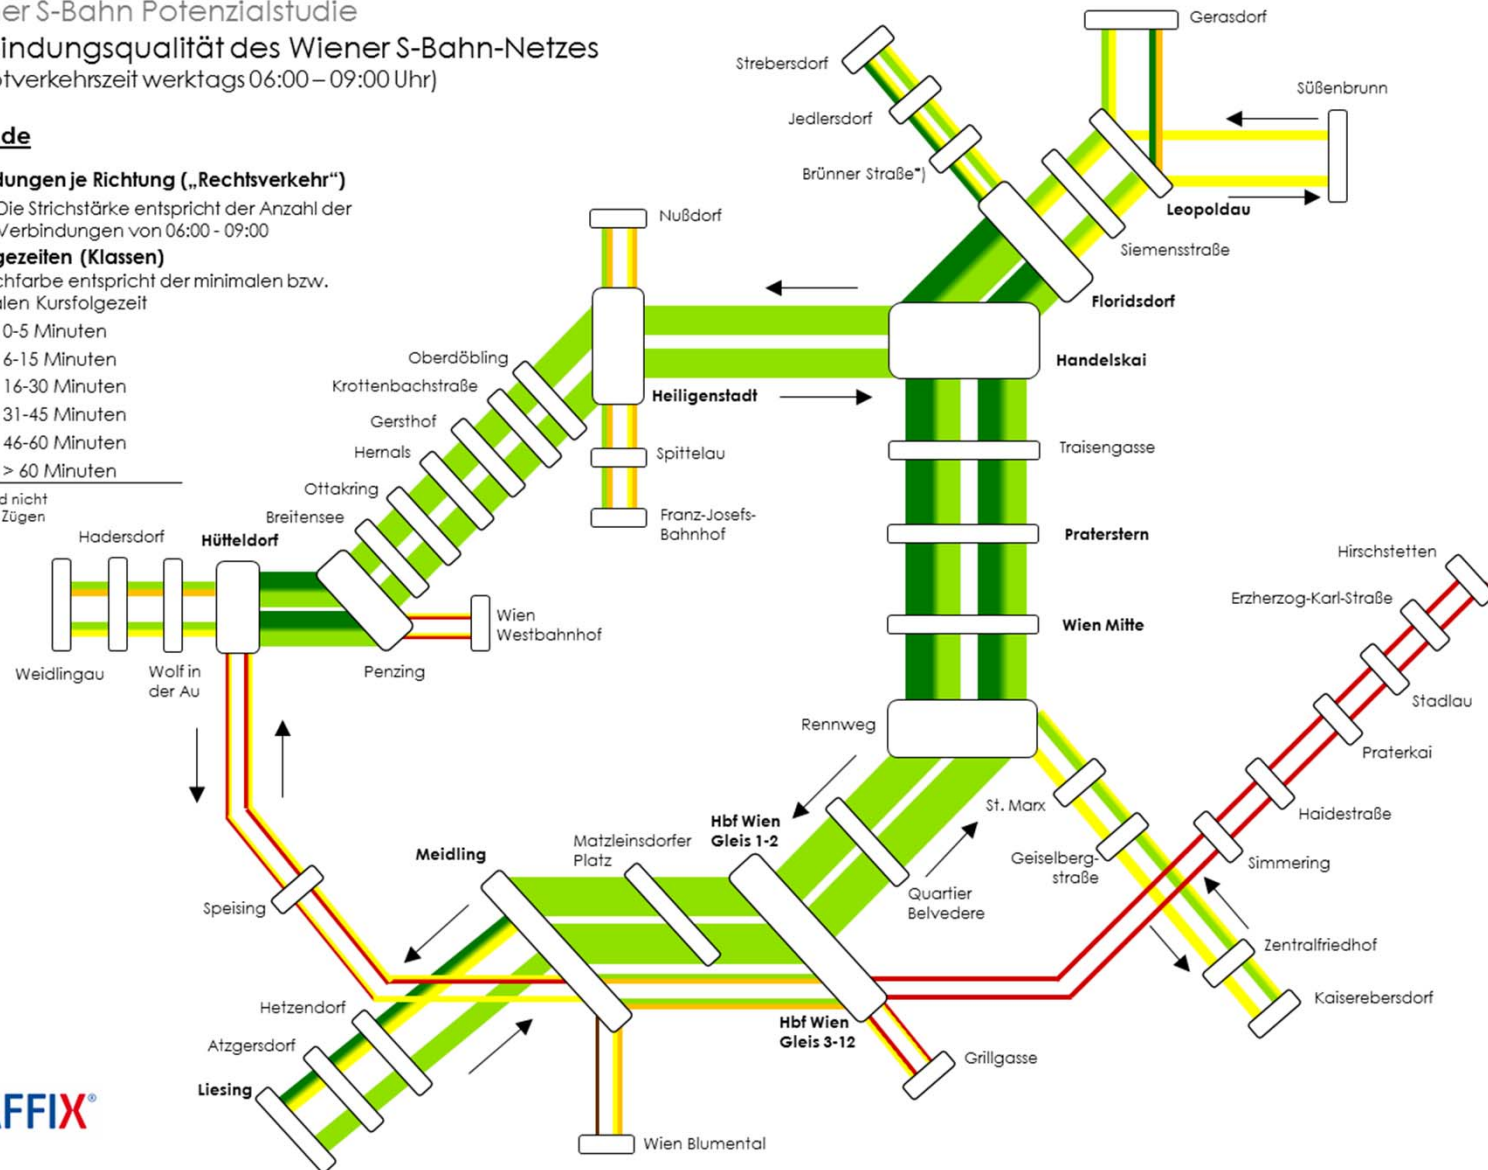 er S-Bahn Potenzialstudie
indungsqualität des Wiener S-Bahn-Netzes
otverkehrszeit werktags 06:00 – 09:00 Uhr)
de
dungen je Richtung („Rechtsverkehr“)
Die Strichstärke entspricht der Anzahl der
Verbindungen von 06:00 - 09:00
gezeiten (Klassen)
chfarbe entspricht der minimalen bzw.
alen Kursfolgezeit
0-5 Minuten
6-15 Minuten
16-30 Minuten
31-45 Minuten
46-60 Minuten
> 60 Minuten
d nicht
Zügen
Gerasdorf
Strebersdorf
Süßenbrunn
Jedlersdorf
Brünner Straße*)
Leopoldau
Nußdorf
Siemensstraße
Floridsdorf
Oberdöbling
Handelskai
Krottenbachstraße
Heiligenstadt
Gersthof
Hernals
Spittelau
Traisengasse
Ottakring
Breitensee
Franz-Josefs-
Bahnhof
Hadersdorf
Hütteldorf
Praterstern
Hirschstetten
Erzherzog-Karl-Straße
Wien
Westbahnhof
Wien Mitte
Weidlingau
Wolf in
der Au
Penzing
Stadlau
Rennweg
Praterkai
St. Marx
Haidestraße
Hbf Wien
Gleis 1-2
Matzleinsdorfer
Platz
Meidling
Geiselberg-
straße
Simmering
Speising
Quartier
Belvedere
Zentralfriedhof
Hetzendorf
Kaiserebersdorf
Hbf Wien
Gleis 3-12
Atzgersdorf
Grillgasse
Liesing
FFIX®
Wien Blumental